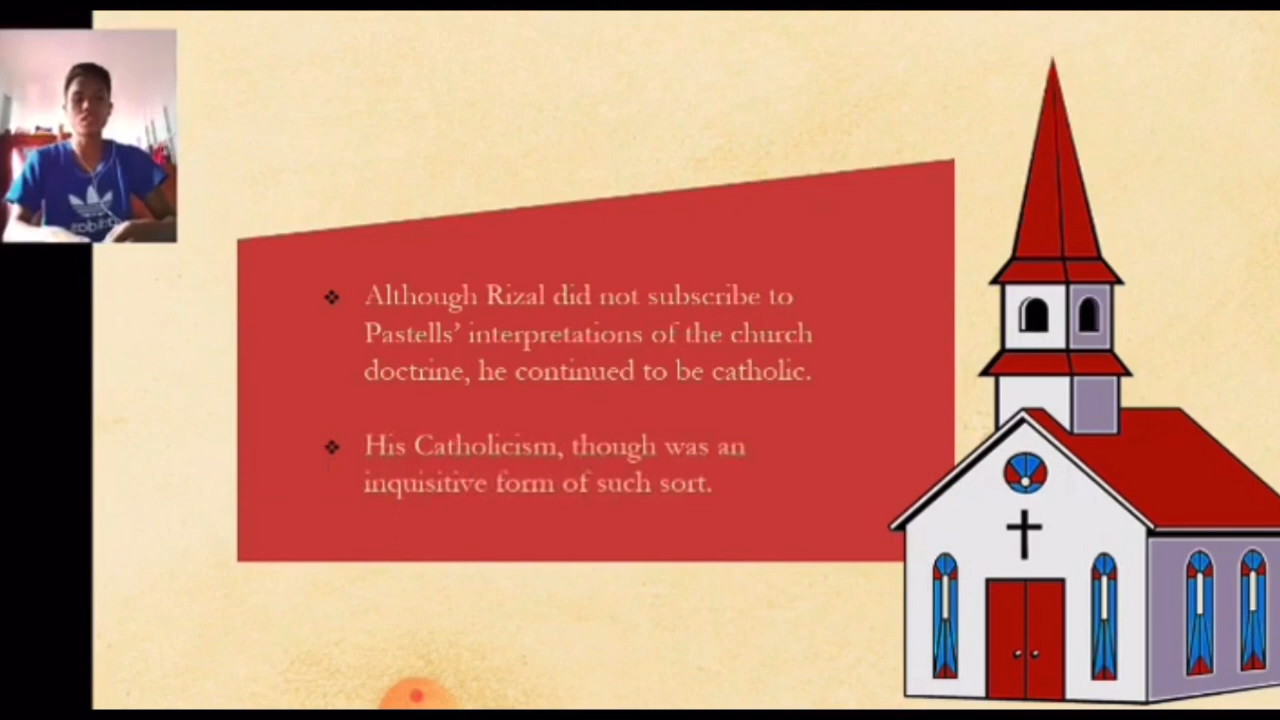 Although Rizal did not subscribe to
Pastells’ interpretations of the church
doctrine, he continued to be catholic.
His Catholicism, though was an
inquisitive form of such sort.